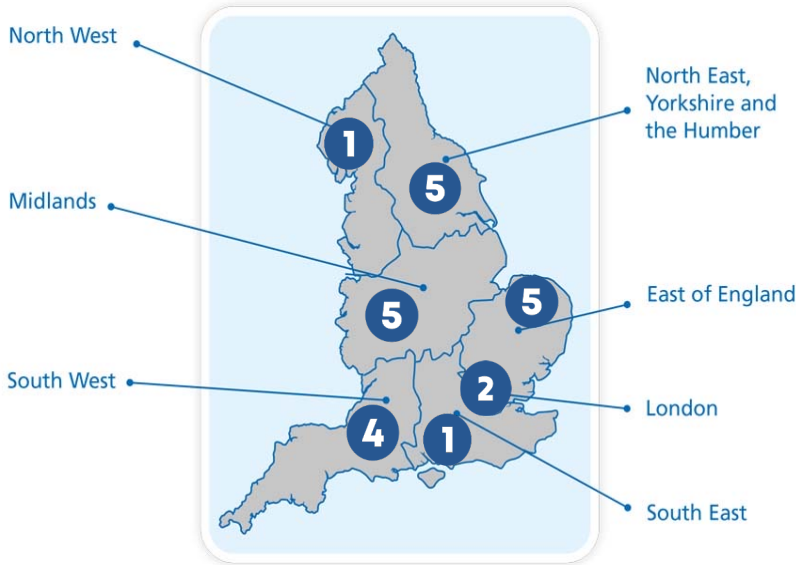 North West
North East,
Yorkshire and
the Humber
1
5
Midlands
5
5
East of England
South West
2
London
4
1
South East